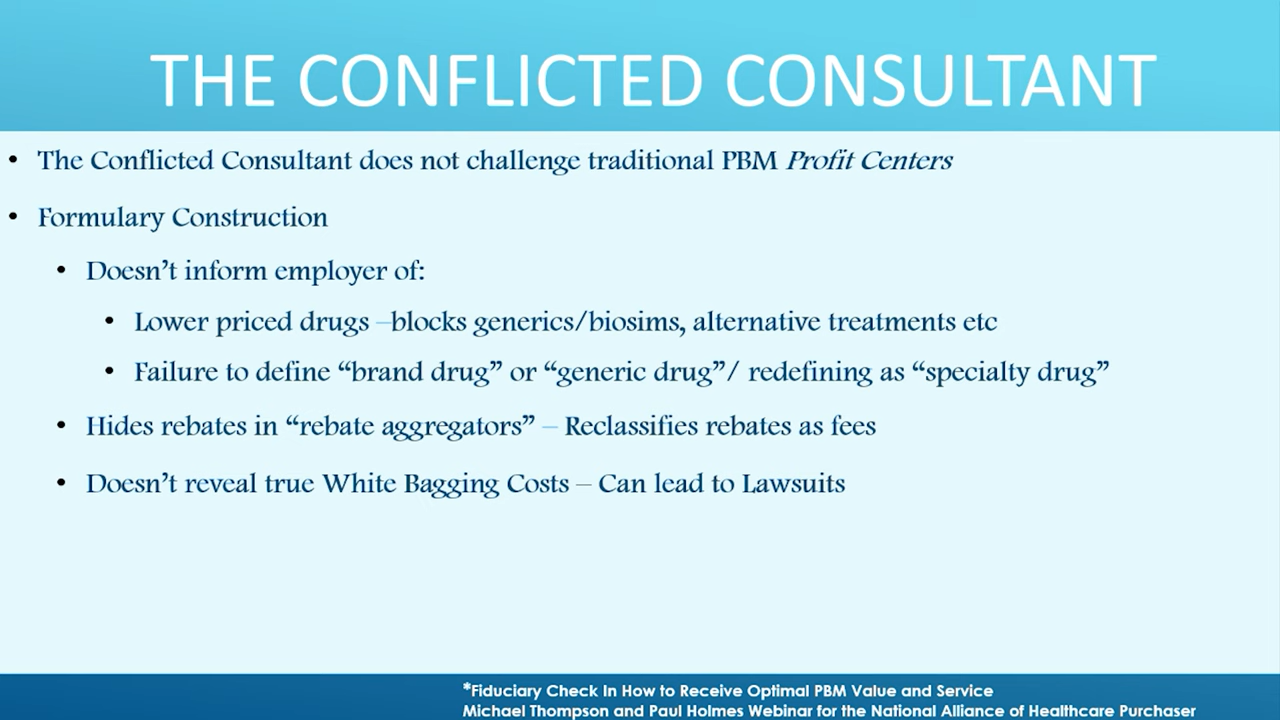 THE CONFLICTED CONSULTANT
• The Conflicted Consultant does not challenge traditional PBM Profit Centers
• Formulary Construction
• Doesn’t inform employer of:
• Lower priced drugs –blocks generics/biosims, alternative treatments etc
• Failure to define “brand drug” or “generic drug”/ redefining as “specialty drug”
• Hides rebates in “rebate aggregators” – Reclassifies rebates as fees
• Doesn’t reveal true White Bagging Costs – Can lead to Lawsuits
*Fiduciary Check In How to Receive Optimal PBM Value and Service
Michael Thompson and Paul Holmes Webinar for the National Alliance of Healthcare Purchaser